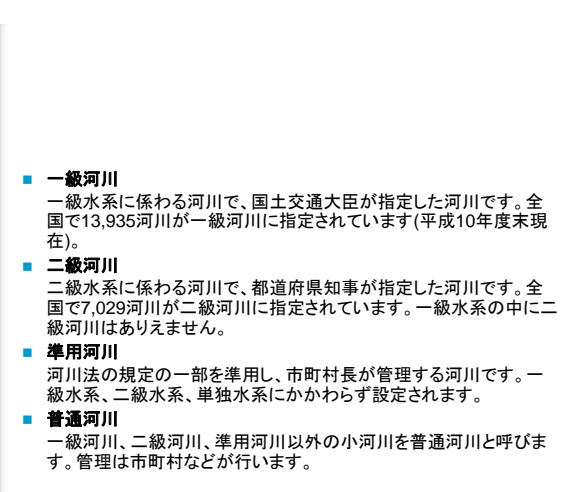 一級河川
一級水系に係わる河川で、国土交通大臣が指定した河川です。全
国で13,935河川が一級河川に指定されています(平成10年度末現
在)。
二級河川
二級水系に係わる河川で、都道府県知事が指定した河川です。全
国で7,029河川が二級河川に指定されています。一級水系の中に二
級河川はありえません。
準用河川
河川法の規定の一部を準用し、市町村長が管理する河川です。一
級水系、二級水系、単独水系にかかわらず設定されます。
普通河川
一級河川、二級河川、準用河川以外の小河川を普通河川と呼びま
す。管理は市町村などが行います。